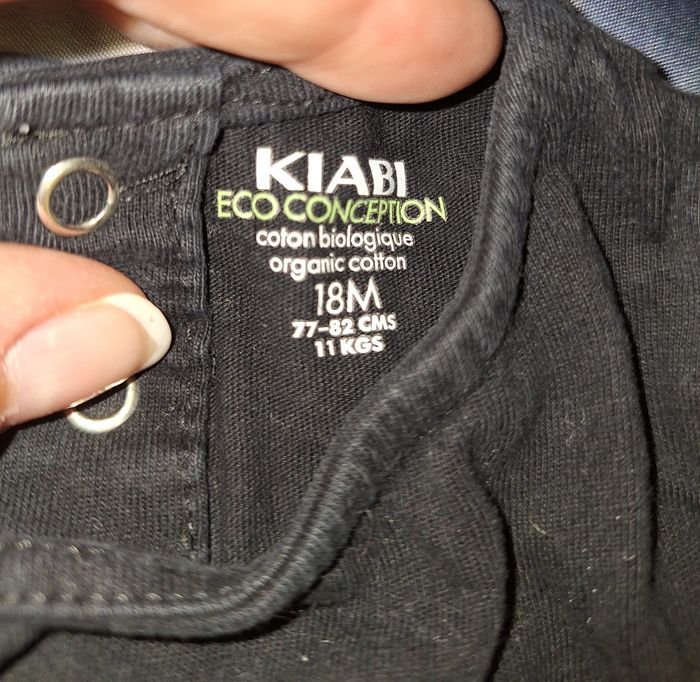 KIABI
ECO CONCEPTION
coton biologique
organic cotton
18M
77-82 CMS
11 KGS